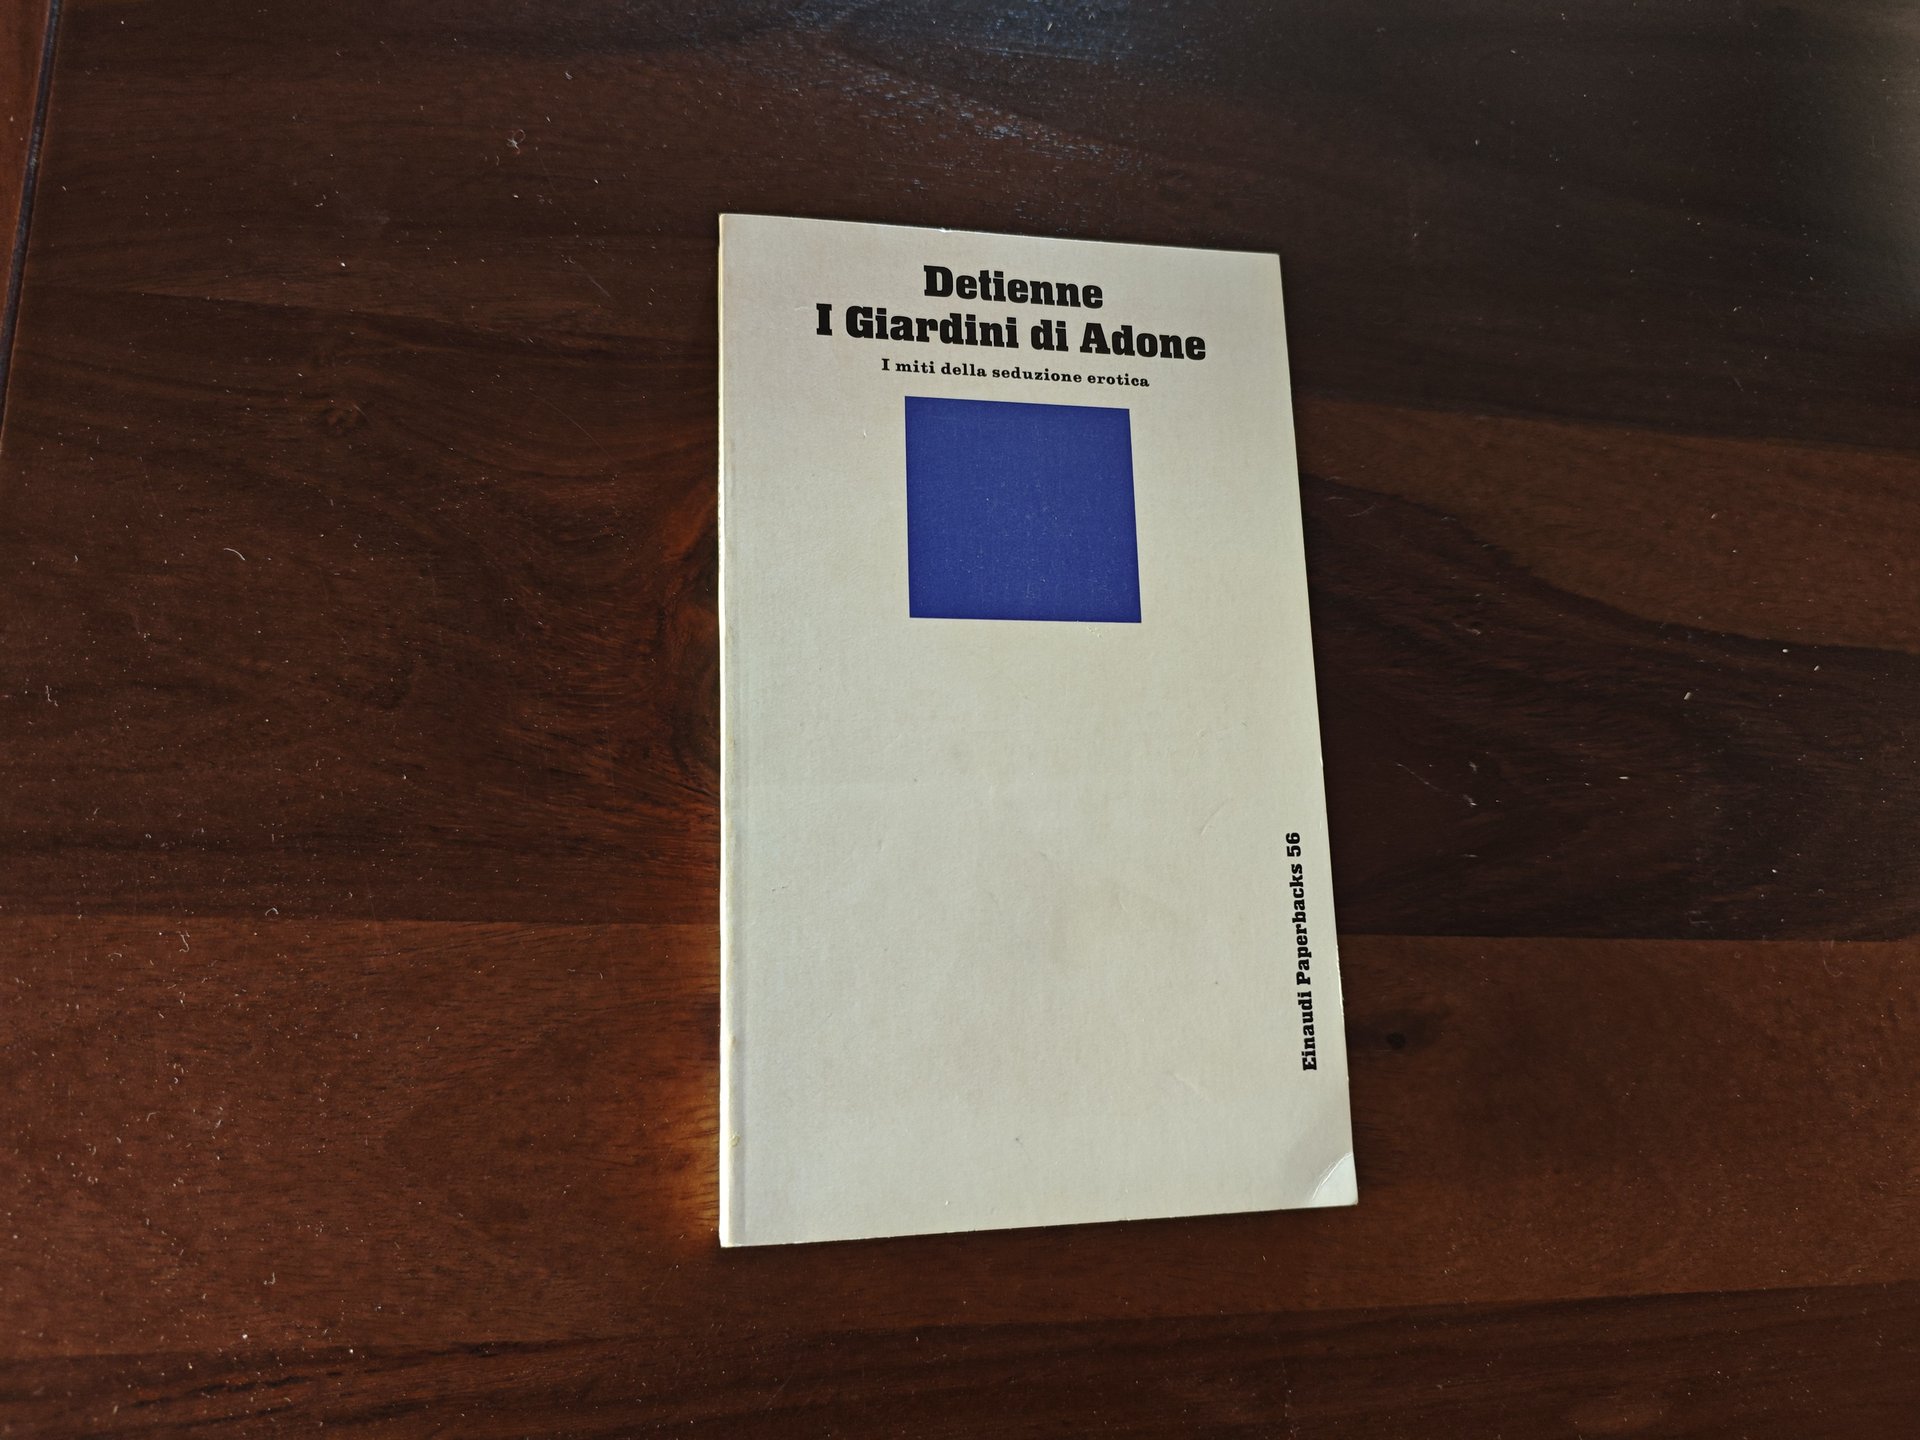 Detienne
I Giardini di Adone
I miti della seduzione erotica
Einaudi Paperbacks 56